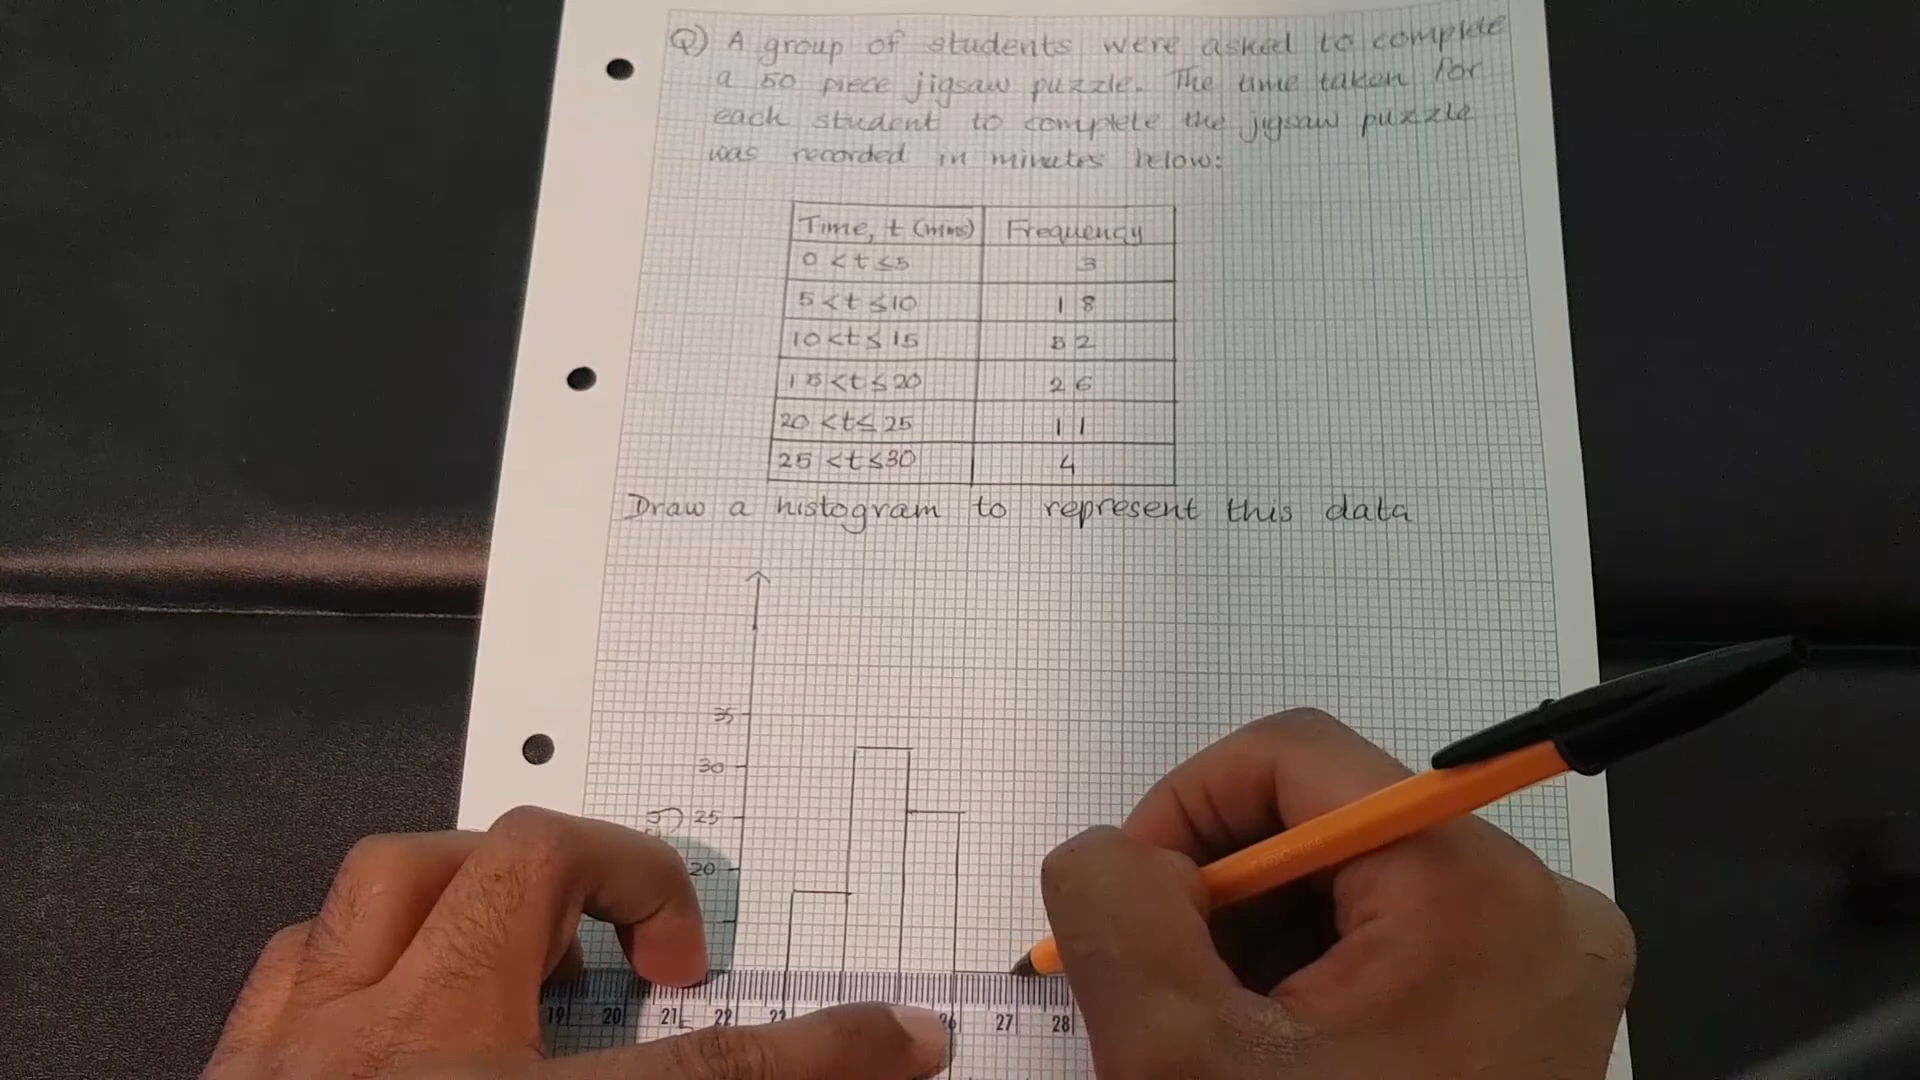 Q) A group of students were asked to complete
a 50 piece jigsaw puzzle. The time taken for
each student to complete the jigsaw puzzle
was recorded in minutes below:
Time, t (mins) Frequency
0 < t ≤ 5 3
5 < t ≤ 10 18
10 < t ≤ 15 32
15 < t ≤ 20 26
20 < t ≤ 25 11
25 < t ≤ 30 4
Draw a histogram to represent this data
35
30
25
20
19 20 21 22 23 26 27 28